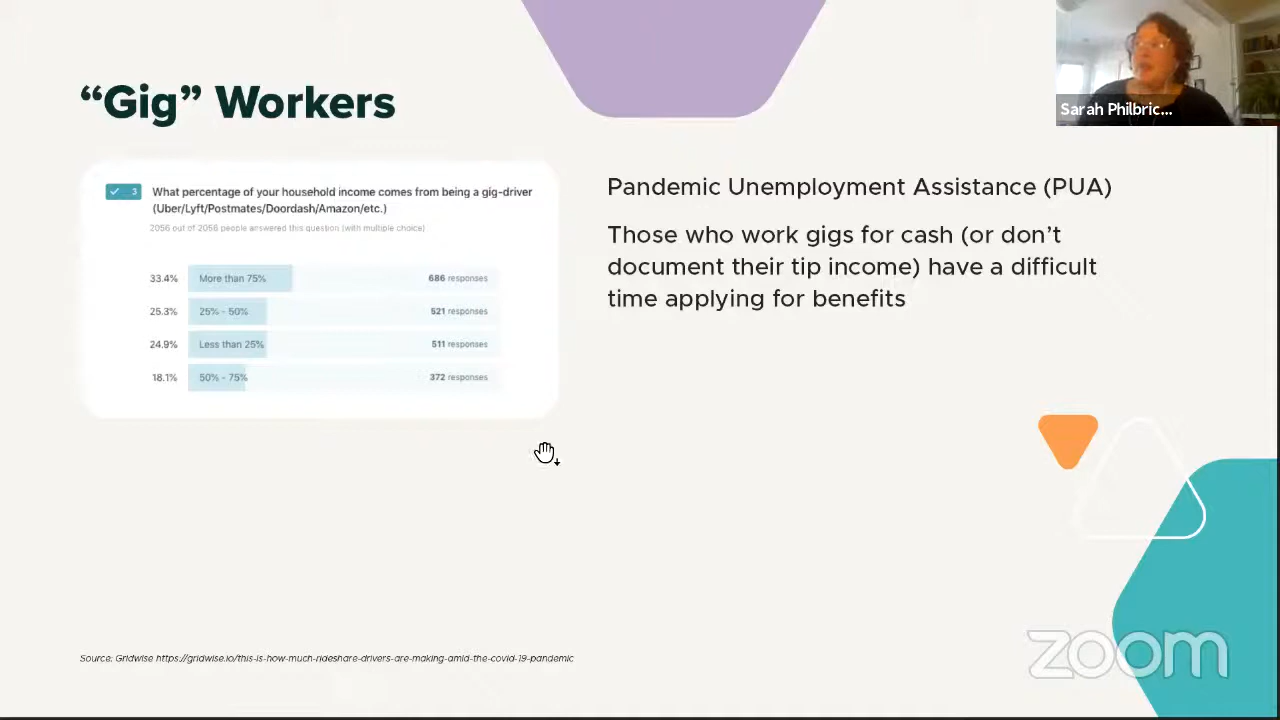 “Gig” Workers
Sarah Philbric...
3
What percentage of your household income comes from being a gig-driver
(Uber/Lyft/Postmates/Doordash/Amazon/etc.)
2056 out of 2056 people answered this question (with multiple choice)
33.4% More than 75% 686 responses
25.3% 25% - 50% 521 responses
24.9% Less than 25% 511 responses
18.1% 50% - 75% 372 responses
Pandemic Unemployment Assistance (PUA)
Those who work gigs for cash (or don’t
document their tip income) have a difficult
time applying for benefits
Source: Gridwise https://gridwise.io/this-is-how-much-rideshare-drivers-are-making-amid-the-covid-19-pandemic
zoom